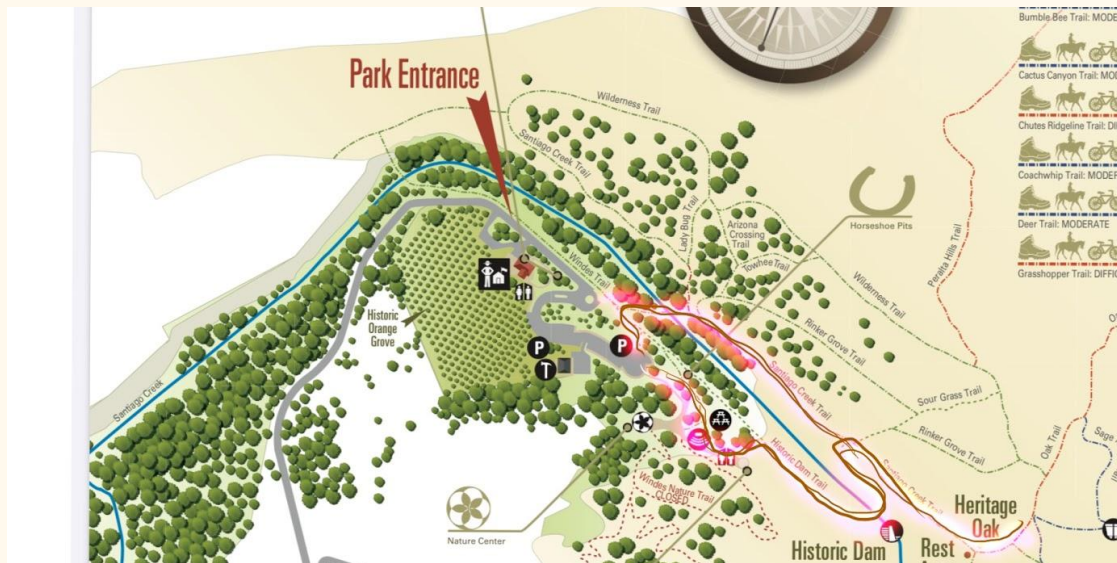 Bumble Bee Trail: MODE
Cactus Canyon Trail: MOD
Chutes Ridgeline Trail: DI
Coachwhip Trail: MODER
Deer Trail: MODERATE
Grasshopper Trail: DIFFIC
Park Entrance
Wilderness Trail
Santiago Creek Trail
Horseshoe Pits
Lady Bug Trail
Arizona
Crossing
Trail
Towhee Trail
Wilderness Trail
Peralta Hills Trail
Windes Trail
Historic
Orange
Grove
P
P
Rinker Grove Trail
Santiago Creek Trail
Santiago Creek
Sour Grass Trail
Rinker Grove Trail
Oak Trail
Sage
Historic Dam Trail
Windes Nature Trail
CLOSED
Santiago Creek Trail
Nature Center
Heritage
Oak
Historic Dam
Rest